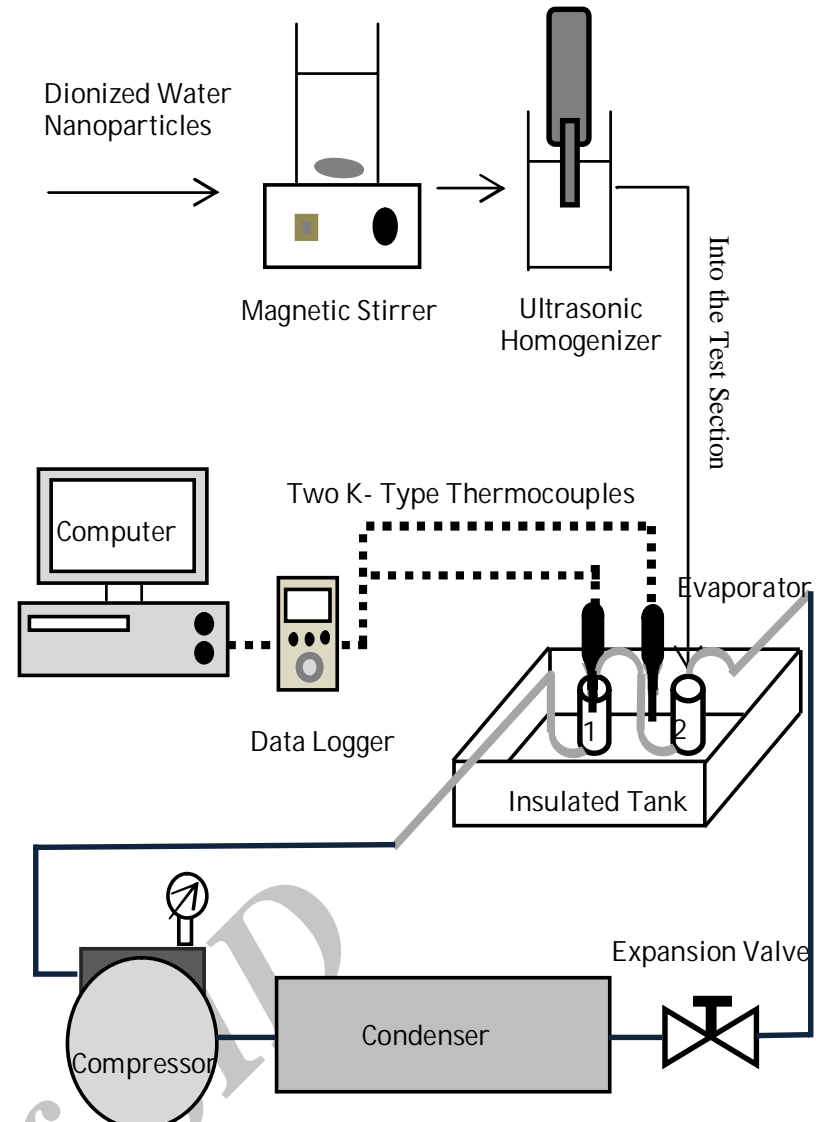 Dionized Water
Nanoparticles
Magnetic Stirrer
Ultrasonic
Homogenizer
Into the Test Section
Two K- Type Thermocouples
Computer
Evaporator
Data Logger
1
2
Insulated Tank
Expansion Valve
Condenser
Compressor